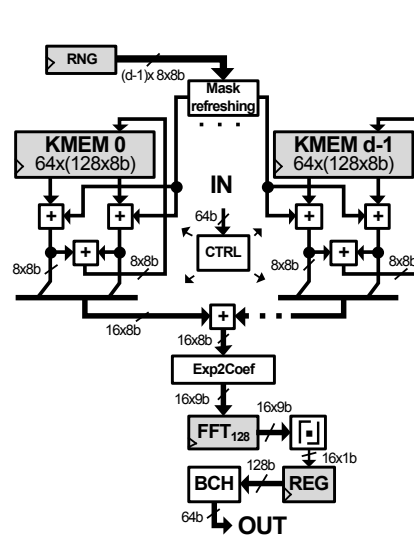 RNG
(d-1)x 8x8b
Mask
refreshing
. . .
KMEM 0
64x(128x8b)
KMEM d-1
64x(128x8b)
IN
64b
+
+
+
+
CTRL
+
+
8x8b
8x8b
8x8b
8x8b
16x8b
+
16x8b
Exp2Coef
16x9b
16x9b
FFT128
16x1b
128b
BCH
REG
64b
OUT